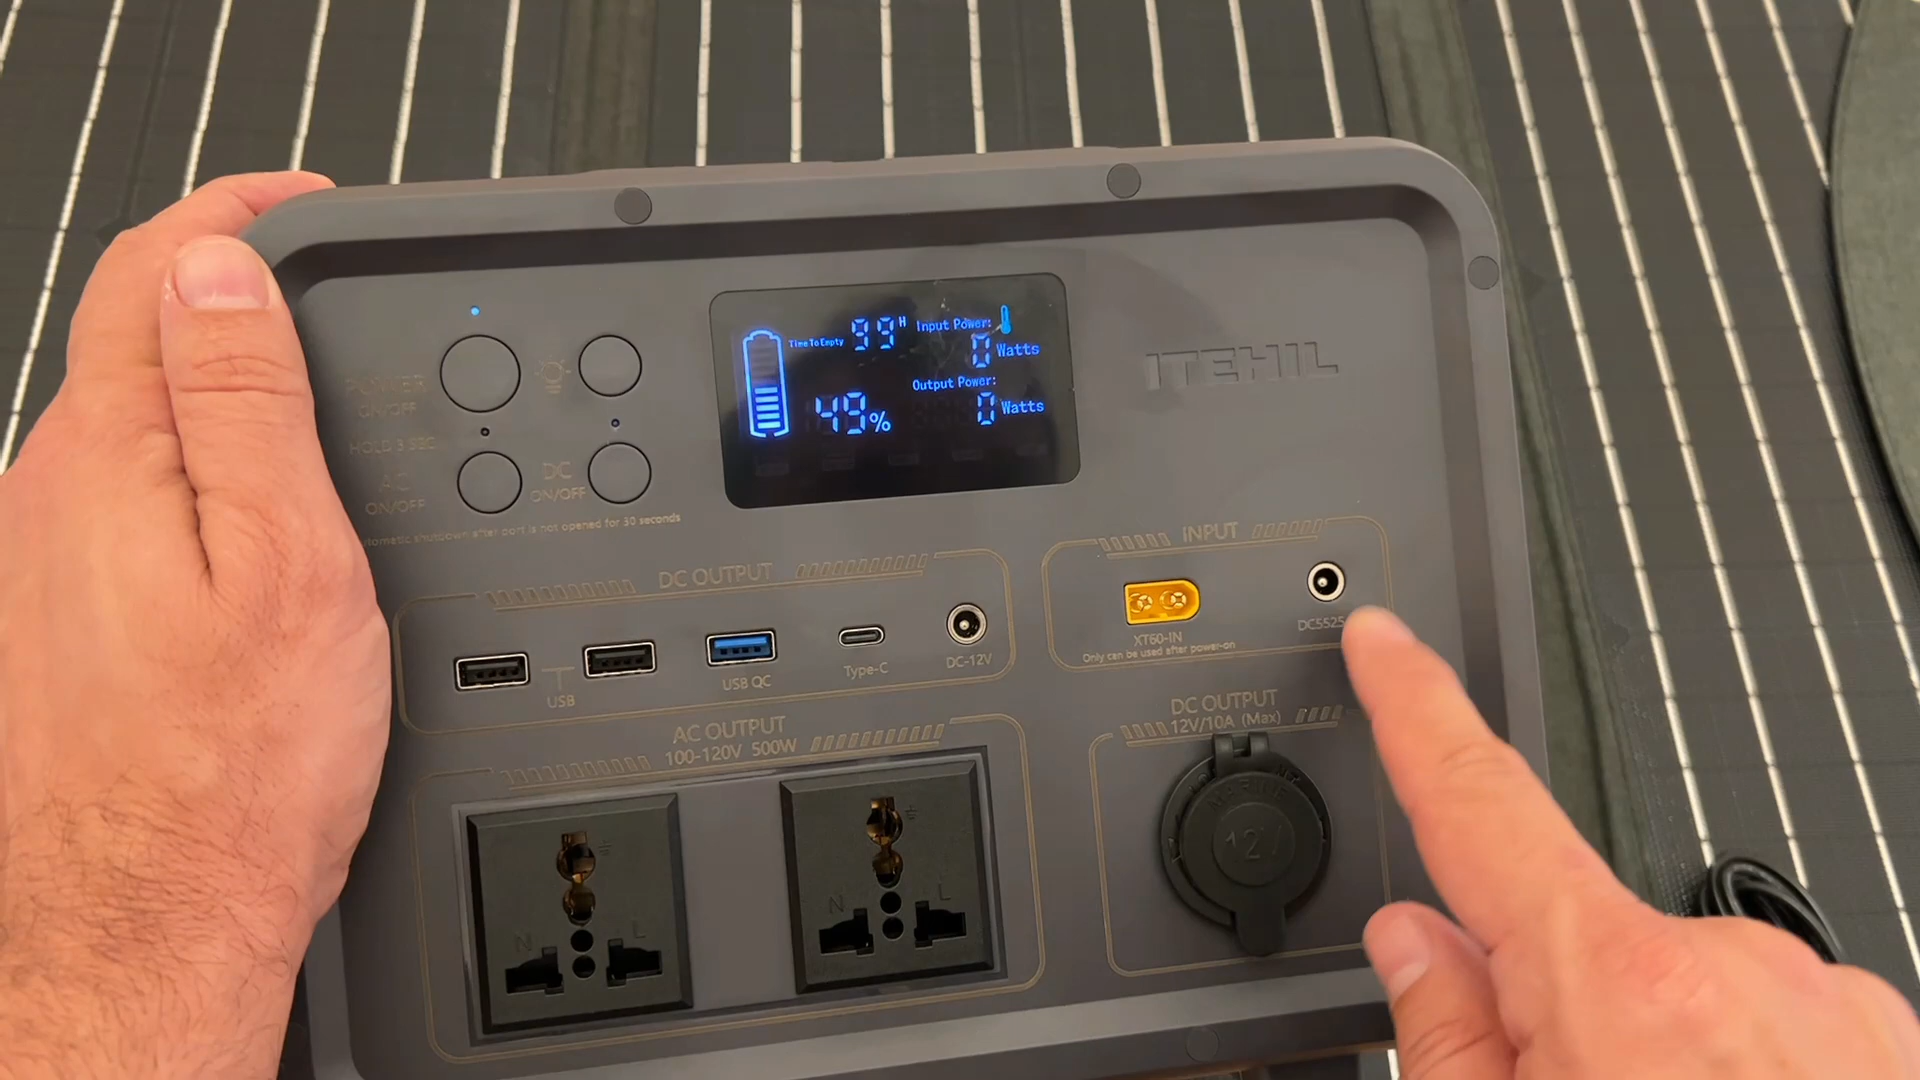 POWER
ON/OFF
HOLD 3 SEC
AC
ON/OFF
DC
ON/OFF
tomatic shutdown after port is not opened for 30 seconds
Time To Empty 99 H
49%
Input Power:
0 Watts
Output Power:
0 Watts
ITEHIL
DC OUTPUT
USB
USB QC
Type-C
DC-12V
INPUT
XT60-IN
Only can be used after power-on
DC5525
AC OUTPUT
100-120V 500W
N
L
N
L
DC OUTPUT
12V/10A (Max)
12V